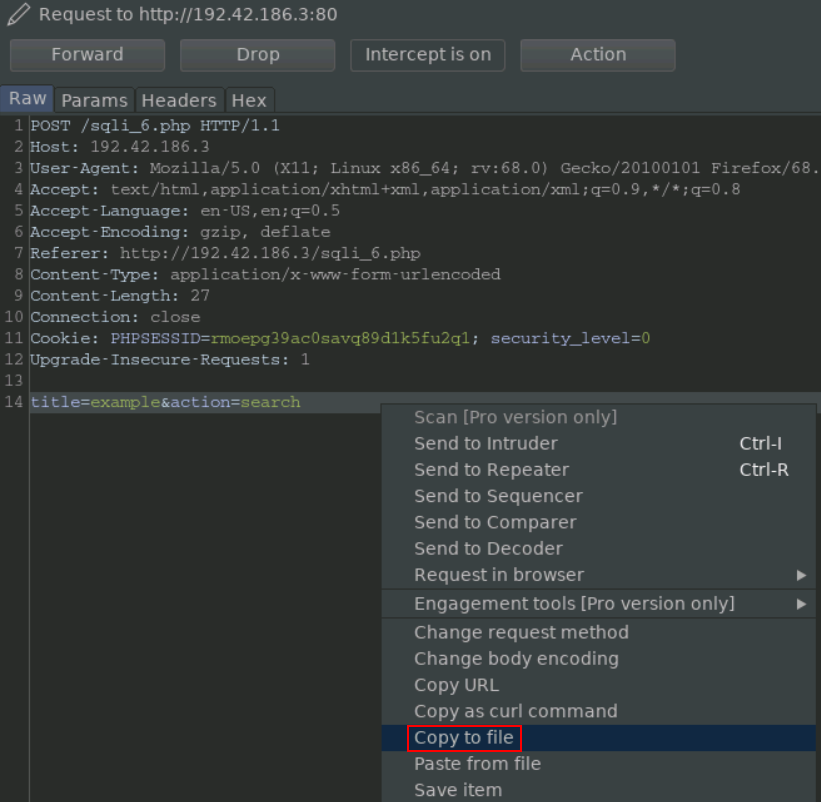 Request to http://192.42.186.3:80
Forward Drop Intercept is on Action
Raw Params Headers Hex
1 POST /sqli_6.php HTTP/1.1
2 Host: 192.42.186.3
3 User-Agent: Mozilla/5.0 (X11; Linux x86_64; rv:68.0) Gecko/20100101 Firefox/68.
4 Accept: text/html,application/xhtml+xml,application/xml;q=0.9,*/*;q=0.8
5 Accept-Language: en-US,en;q=0.5
6 Accept-Encoding: gzip, deflate
7 Referer: http://192.42.186.3/sqli_6.php
8 Content-Type: application/x-www-form-urlencoded
9 Content-Length: 27
10 Connection: close
11 Cookie: PHPSESSID=rmoepg39ac0savq89d1k5fu2q1; security_level=0
12 Upgrade-Insecure-Requests: 1
13
14 title=example&action=search
Scan [Pro version only]
Send to Intruder Ctrl-I
Send to Repeater Ctrl-R
Send to Sequencer
Send to Comparer
Send to Decoder
Request in browser
Engagement tools [Pro version only]
Change request method
Change body encoding
Copy URL
Copy as curl command
Copy to file
Paste from file
Save item